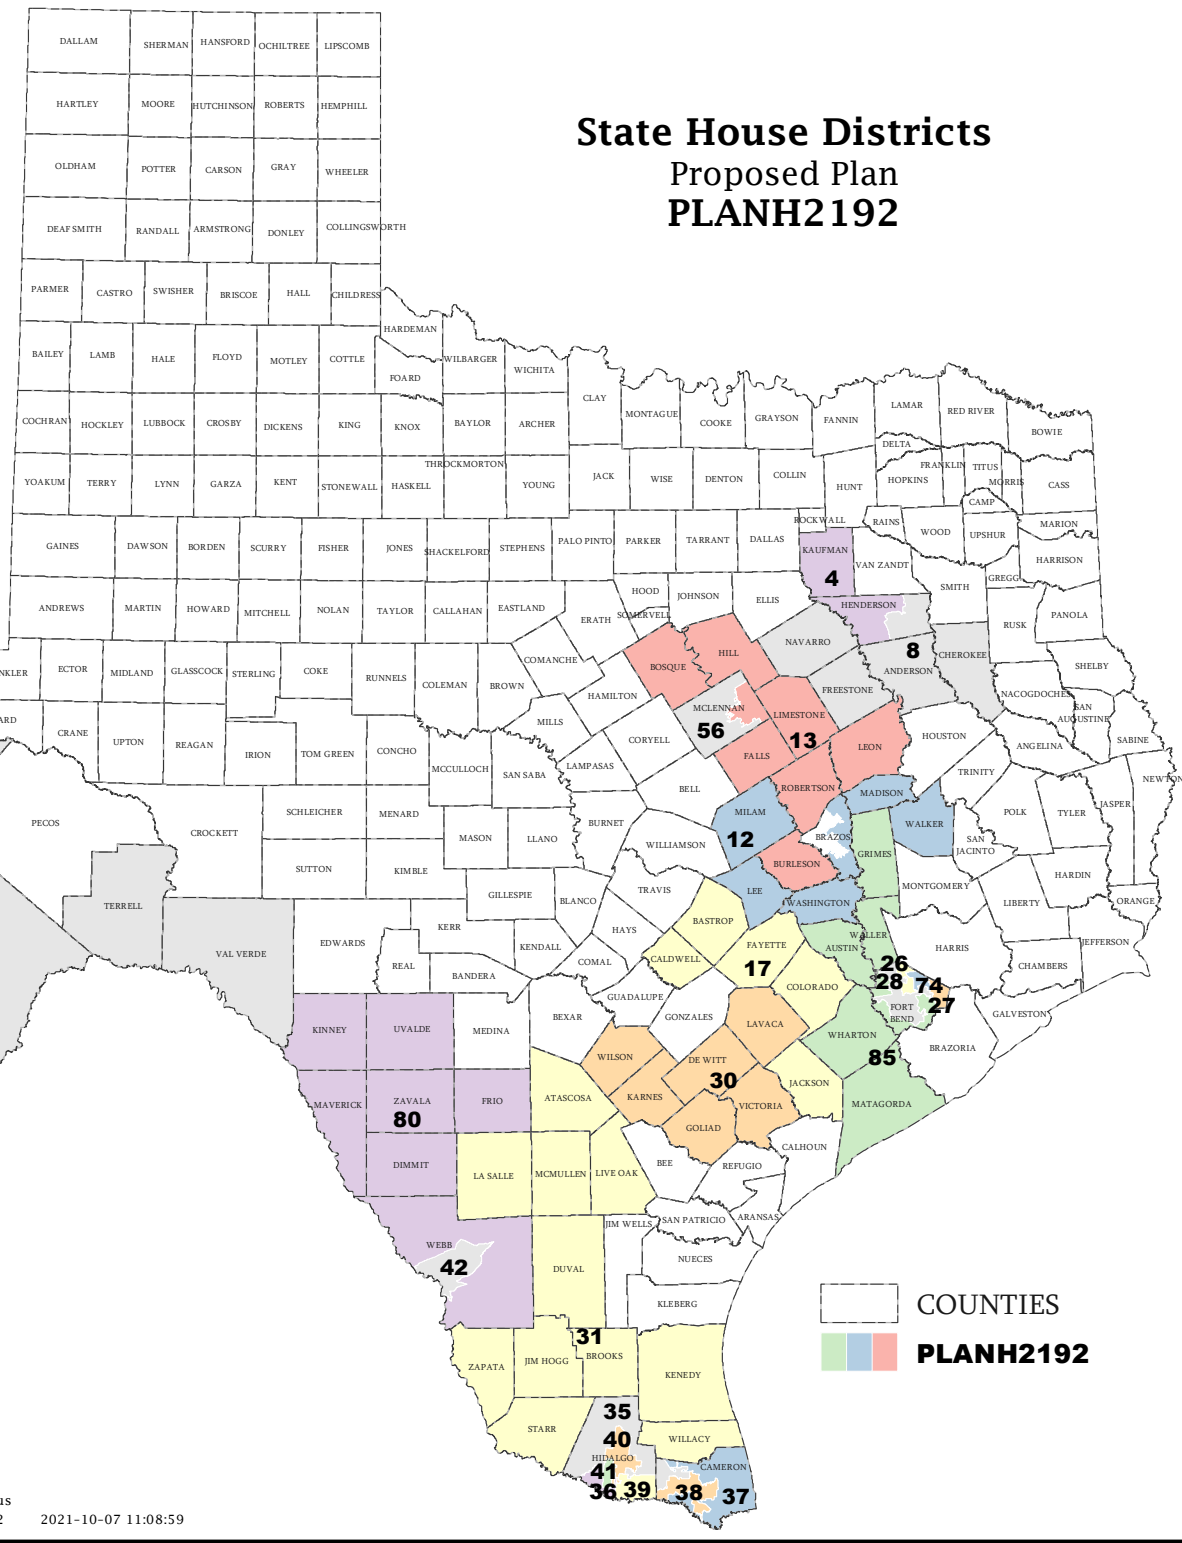 DALLAM
SHERMAN
HANSFORD
OCHILTREE
LIPSCOMB
HARTLEY
MOORE
HUTCHINSON
ROBERTS
HEMPHILL
State House Districts
Proposed Plan
PLANH2192
OLDHAM
POTTER
CARSON
GRAY
WHEELER
DEAF SMITH
RANDALL
ARMSTRONG
DONLEY
COLLINGSWORTH
PARMER
CASTRO
SWISHER
BRISCOE
HALL
CHILDRESS
HARDEMAN
BAILEY
LAMB
HALE
FLOYD
MOTLEY
COTTLE
FOARD
WILBARGER
WICHITA
CLAY
MONTAGUE
COOKE
GRAYSON
FANNIN
LAMAR
RED RIVER
BOWIE
COCHRAN
HOCKLEY
LUBBOCK
CROSBY
DICKENS
KING
KNOX
BAYLOR
ARCHER
DELTA
YOAKUM
TERRY
LYNN
GARZA
KENT
STONEWALL
HASKELL
THROCKMORTON
YOUNG
JACK
WISE
DENTON
COLLIN
HUNT
HOPKINS
FRANKLIN
TITUS
MORRIS
CASS
CAMP
GAINES
DAWSON
BORDEN
SCURRY
FISHER
JONES
SHACKELFORD
STEPHENS
PALO PINTO
PARKER
TARRANT
DALLAS
ROCKWALL
RAINS
WOOD
UPSHUR
MARION
KAUFMAN
4
VAN ZANDT
SMITH
GREGG
HARRISON
ANDREWS
MARTIN
HOWARD
MITCHELL
NOLAN
TAYLOR
CALLAHAN
EASTLAND
ERATH
HOOD
SOMERVELL
JOHNSON
ELLIS
HENDERSON
RUSK
PANOLA
NKLER
ECTOR
MIDLAND
GLASSCOCK
STERLING
COKE
RUNNELS
COLEMAN
BROWN
COMANCHE
BOSQUE
HILL
NAVARRO
8
ANDERSON
CHEROKEE
SHELBY
NACOGDOCHES
HAMILTON
FREESTONE
ARD
CRANE
UPTON
REAGAN
IRION
TOM GREEN
CONCHO
MCCULLOCH
SAN SABA
MILLS
CORYELL
MCLENNAN
56
LIMESTONE
13
LEON
HOUSTON
ANGELINA
SAN
AUGUSTINE
SABINE
LAMPASAS
FALLS
TRINITY
NEWTON
PECOS
CROCKETT
SCHLEICHER
MENARD
MASON
LLANO
BURNET
BELL
ROBERTSON
MADISON
MILAM
12
BRAZOS
WALKER
SAN
JACINTO
POLK
TYLER
JASPER
SUTTON
KIMBLE
WILLIAMSON
BURLESON
GRIMES
MONTGOMERY
HARDIN
TERRELL
VAL VERDE
EDWARDS
GILLESPIE
BLANCO
TRAVIS
LEE
WASHINGTON
LIBERTY
ORANGE
KERR
KENDALL
HAYS
BASTROP
FAYETTE
17
AUSTIN
WALLER
HARRIS
JEFFERSON
REAL
BANDERA
COMAL
CALDWELL
COLORADO
26
28
74
27
CHAMBERS
FORT
BEND
GALVESTON
KINNEY
UVALDE
MEDINA
BEXAR
GUADALUPE
GONZALES
LAVACA
WHARTON
85
BRAZORIA
WILSON
DE WITT
30
JACKSON
MATAGORDA
MAVERICK
ZAVALA
80
FRIO
ATASCOSA
KARNES
VICTORIA
GOLIAD
CALHOUN
DIMMIT
LA SALLE
MCMULLEN
LIVE OAK
BEE
REFUGIO
JIM WELLS
SAN PATRICIO
ARANSAS
WEBB
42
DUVAL
NUECES
KLEBERG
COUNTIES
PLANH2192
31
ZAPATA
JIM HOGG
BROOKS
KENEDY
35
STARR
40
HIDALGO
41
36
39
WILLACY
CAMERON
38
37
us
2 2021-10-07 11:08:59